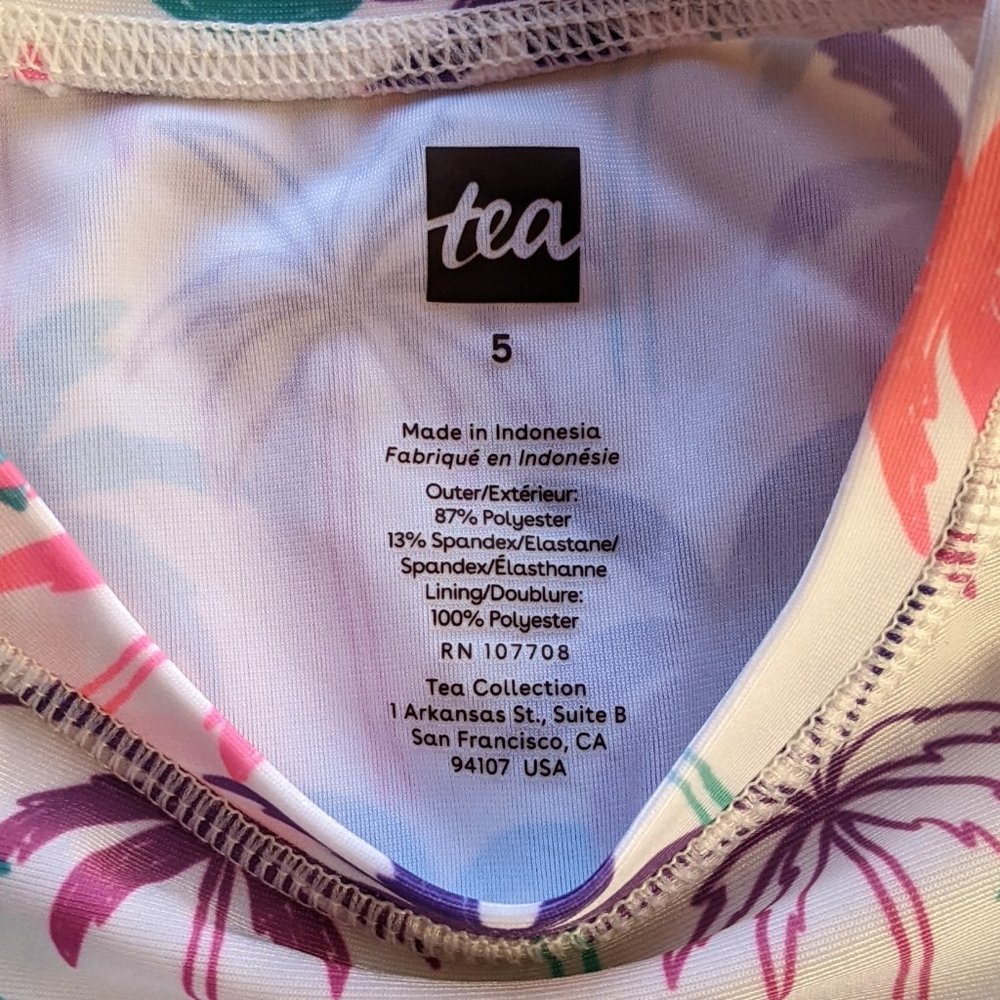 tea
5
Made in Indonesia
Fabriqué en Indonésie
Outer/Extérieur:
87% Polyester
13% Spandex/Elastane/
Spandex/Élasthanne
Lining/Doublure:
100% Polyester
RN 107708
Tea Collection
1 Arkansas St., Suite B
San Francisco, CA
94107 USA